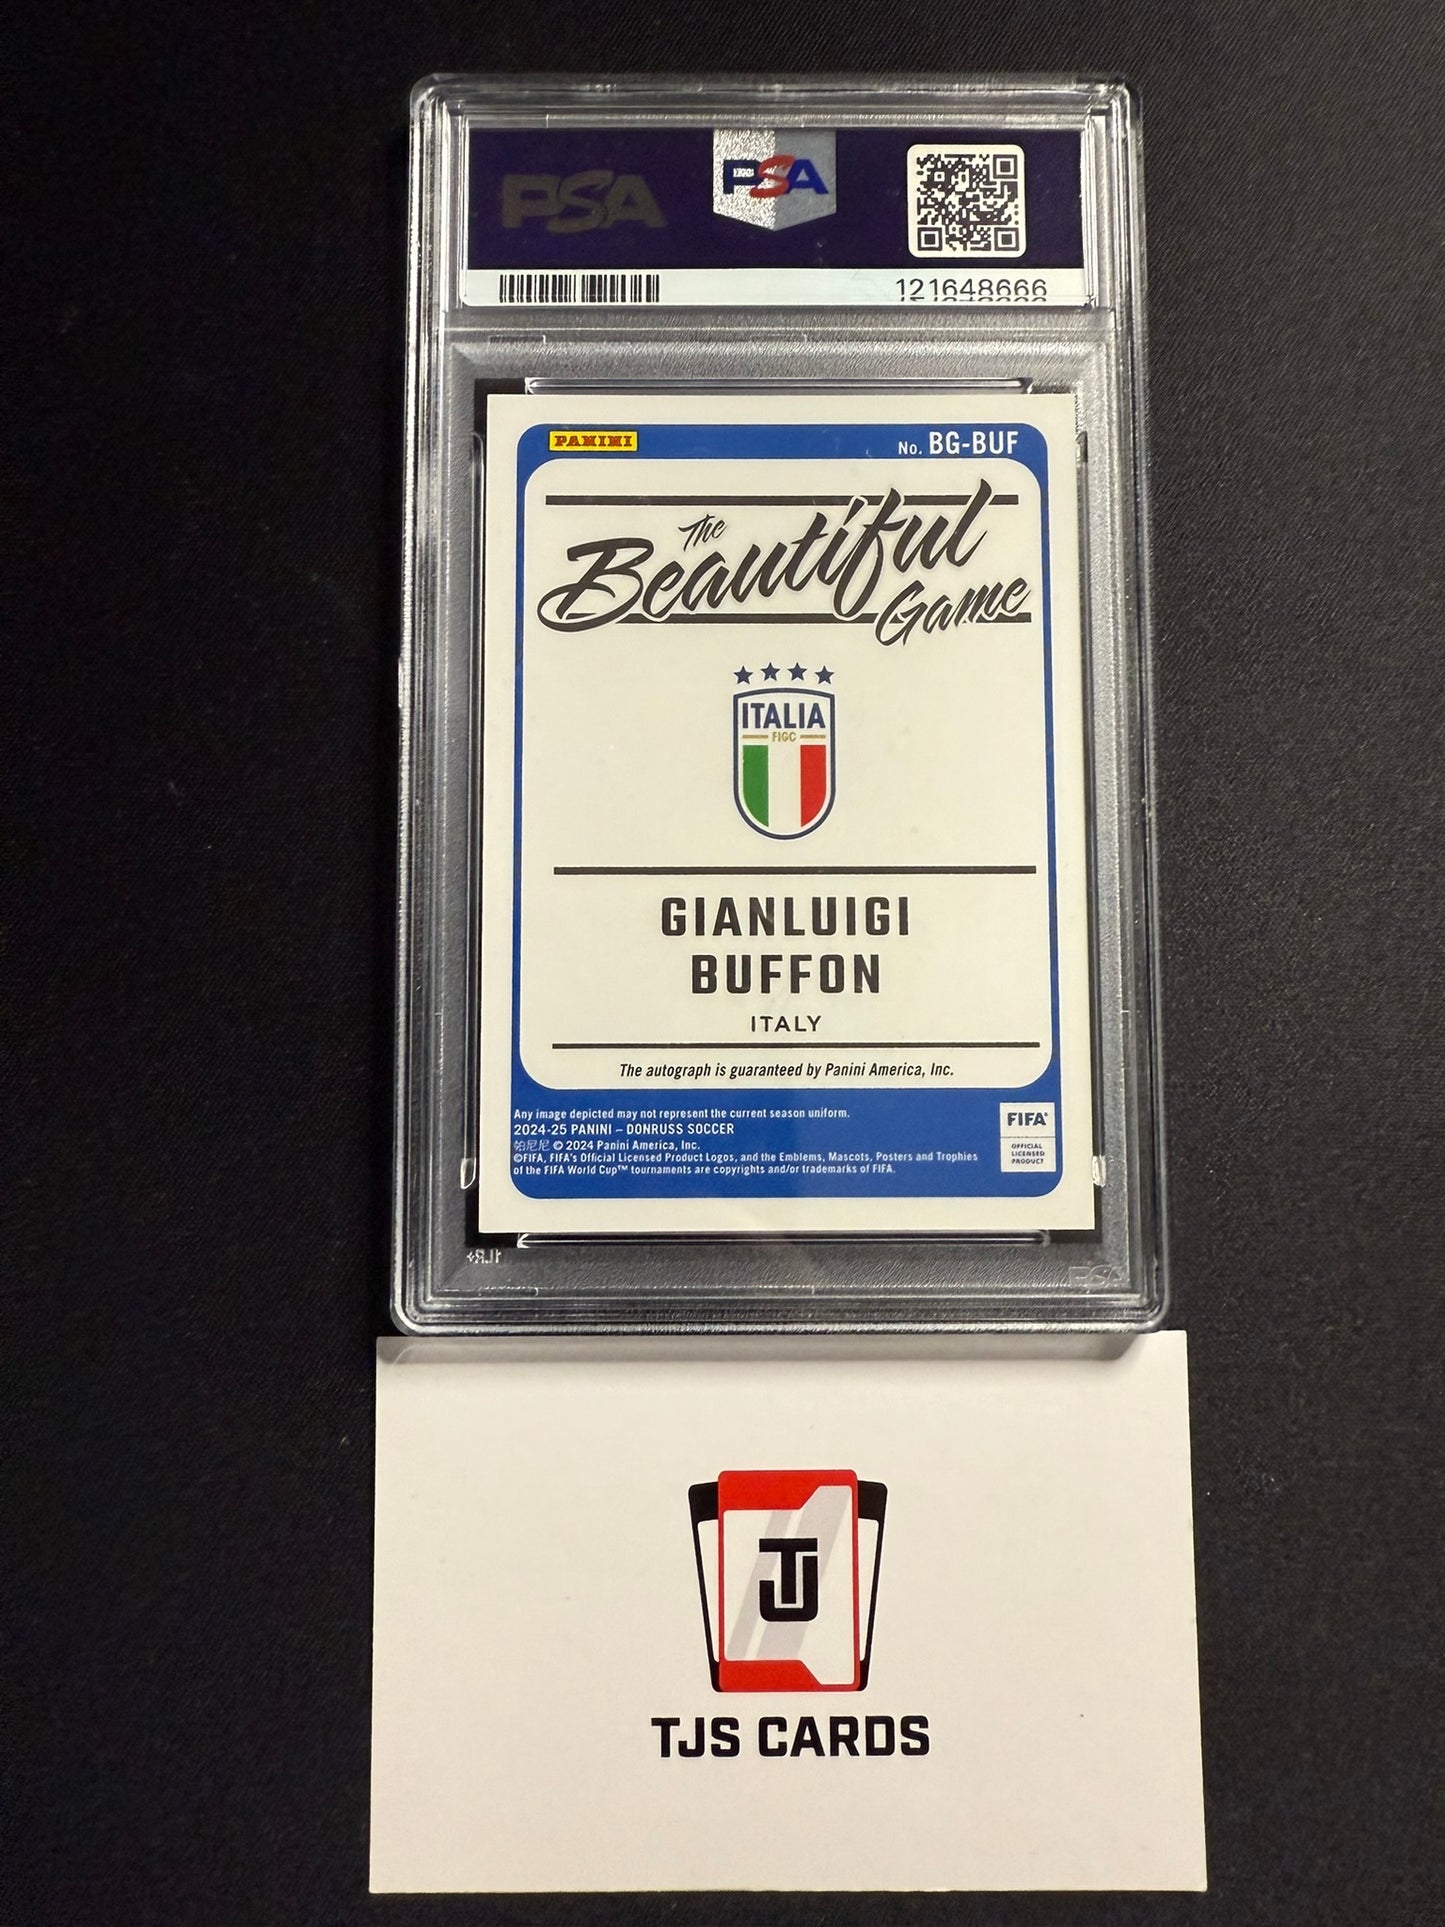 PSA
PSA
121648666
PANINI
No. BG-BUF
The
Beautiful
Game
ITALIA
FIGC
GIANLUIGI
BUFFON
ITALY
The autograph is guaranteed by Panini America, Inc.
Any image depicted may not represent the current season uniform.
2024-25 PANINI – DONRUSS SOCCER
帕尼尼 © 2024 Panini America, Inc.
©FIFA, FIFA's Official Licensed Product Logos, and the Emblems, Mascots, Posters and Trophies
of the FIFA World Cup™ tournaments are copyrights and/or trademarks of FIFA.
FIFA®
OFFICIAL
LICENSED
PRODUCT
PSA
TJ
TJS CARDS